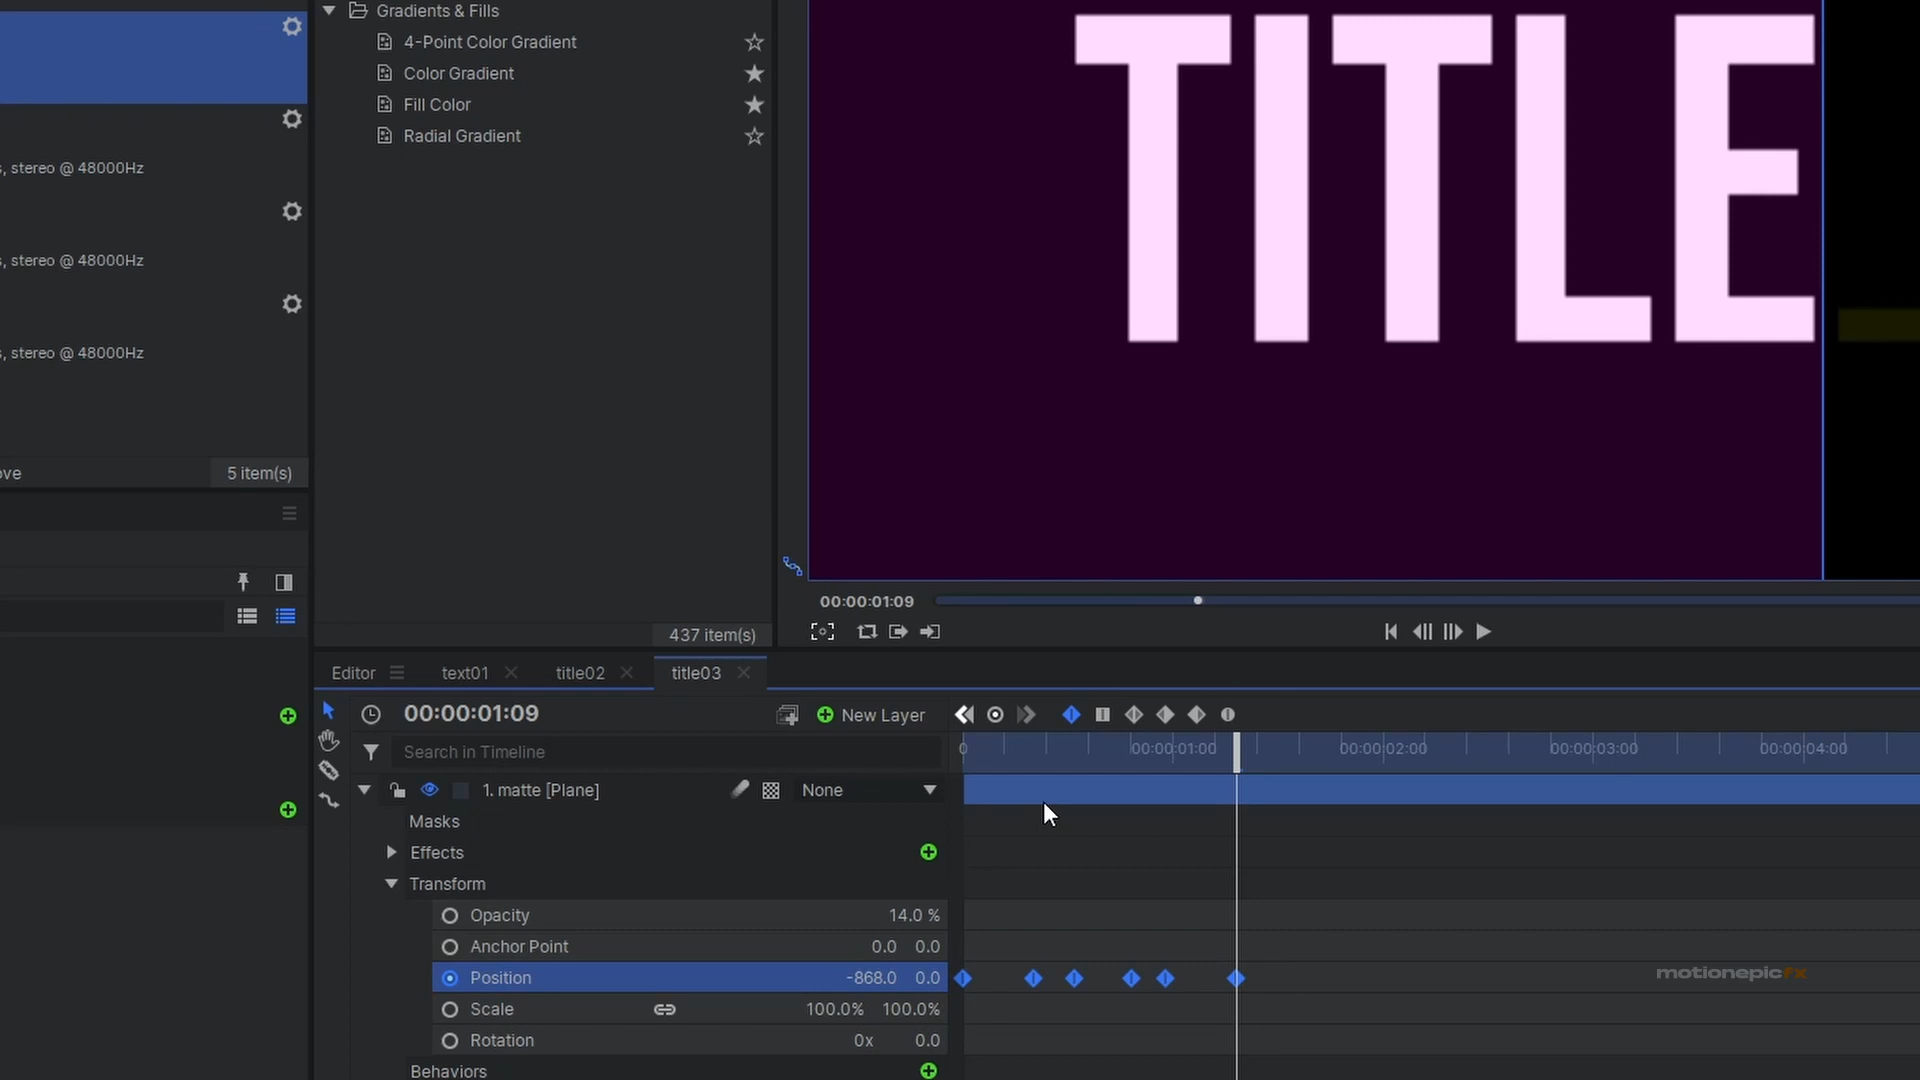 Gradients & Fills
4-Point Color Gradient
Color Gradient
Fill Color
Radial Gradient
s, stereo @ 48000Hz
s, stereo @ 48000Hz
s, stereo @ 48000Hz
ove
5 item(s)
437 item(s)
TITLE
00:00:01:09
Editor
text01
title02
title03
00:00:01:09
New Layer
Search in Timeline
0
00:00:01:00
00:00:02:00
00:00:03:00
00:00:04:00
1. matte [Plane]
None
Masks
Effects
Transform
Opacity 14.0 %
Anchor Point 0.0 0.0
Position -868.0 0.0
Scale 100.0% 100.0%
Rotation 0x 0.0
Behaviors
motionepicFx